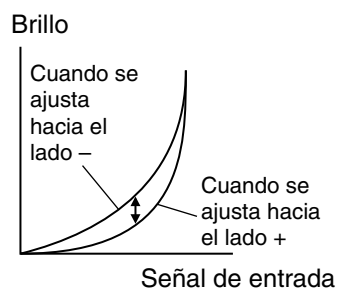 Brillo
Cuando se
ajusta
hacia el
lado –
Cuando se
ajusta hacia
el lado +
Señal de entrada